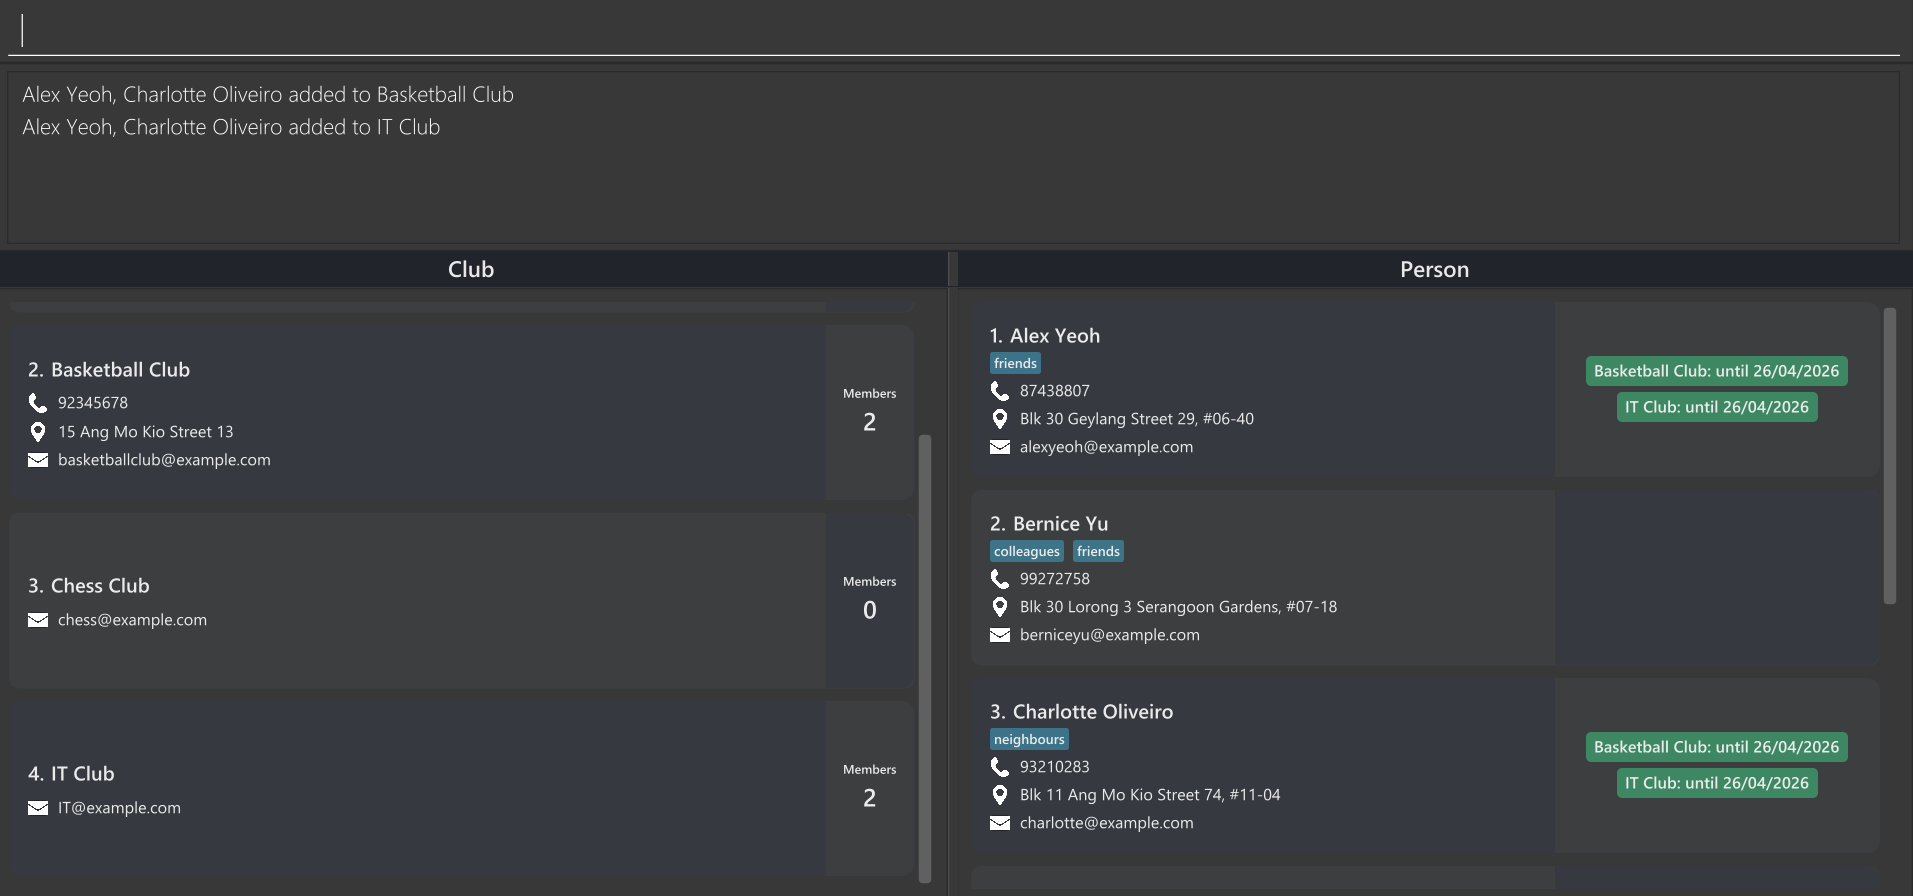 Alex Yeoh, Charlotte Oliveiro added to Basketball Club
Alex Yeoh, Charlotte Oliveiro added to IT Club
Club
2. Basketball Club
92345678
15 Ang Mo Kio Street 13
basketballclub@example.com
Members
2
3. Chess Club
chess@example.com
Members
0
4. IT Club
IT@example.com
Members
2
Person
1. Alex Yeoh
friends
87438807
Blk 30 Geylang Street 29, #06-40
alexyeoh@example.com
Basketball Club: until 26/04/2026
IT Club: until 26/04/2026
2. Bernice Yu
colleagues friends
99272758
Blk 30 Lorong 3 Serangoon Gardens, #07-18
berniceyu@example.com
3. Charlotte Oliveiro
neighbours
93210283
Blk 11 Ang Mo Kio Street 74, #11-04
charlotte@example.com
Basketball Club: until 26/04/2026
IT Club: until 26/04/2026